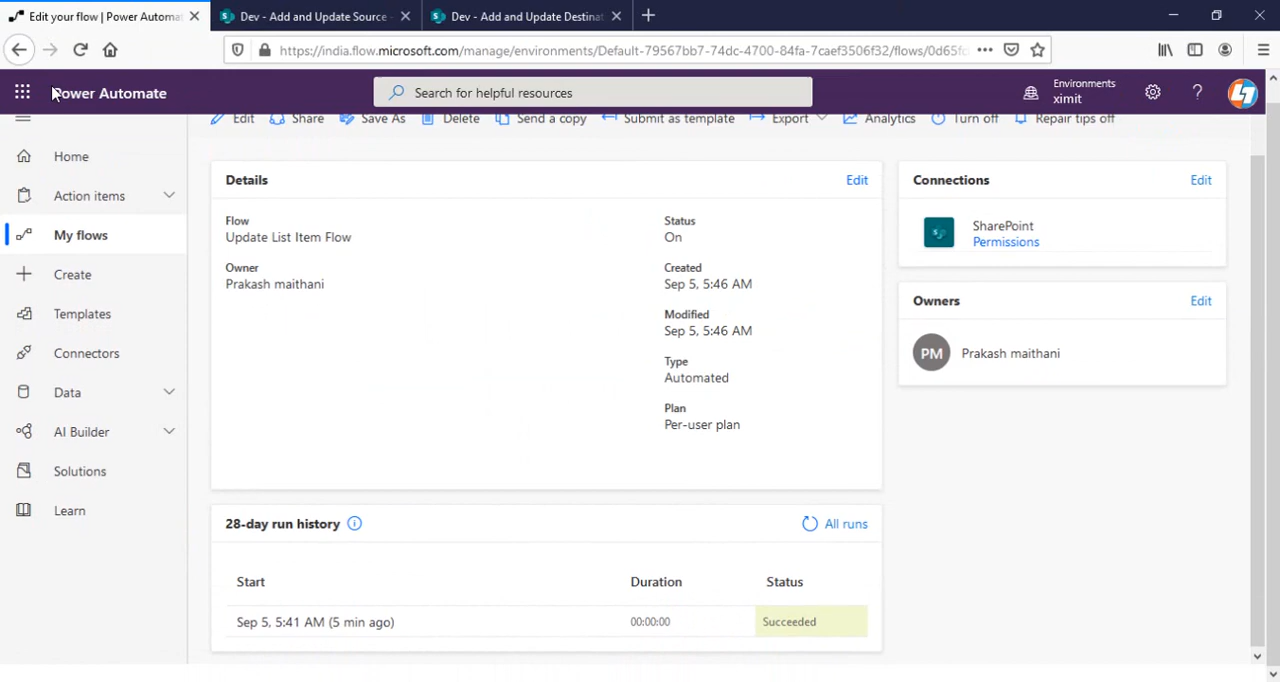 Edit your flow | Power Automa
Dev - Add and Update Source -
Dev - Add and Update Destinat
https://india.flow.microsoft.com/manage/environments/Default-79567bb7-74dc-4700-84fa-7caef3506f32/flows/0d65f
Power Automate
Search for helpful resources
Environments
ximit
?
Edit
Share
Save As
Delete
Send a copy
Submit as template
Export
Analytics
Turn off
Repair tips off
Home
Action items
My flows
Create
Templates
Connectors
Data
AI Builder
Solutions
Learn
Details
Edit
Flow
Update List Item Flow
Owner
Prakash maithani
Status
On
Created
Sep 5, 5:46 AM
Modified
Sep 5, 5:46 AM
Type
Automated
Plan
Per-user plan
Connections
Edit
SharePoint
Permissions
Owners
Edit
PM
Prakash maithani
28-day run history
All runs
Start
Duration
Status
Sep 5, 5:41 AM (5 min ago)
00:00:00
Succeeded